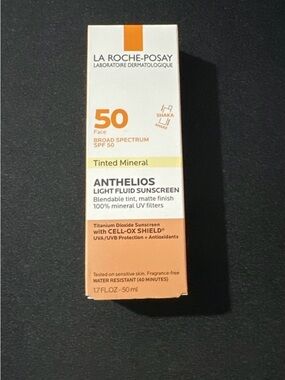 LA ROCHE-POSAY
LABORATOIRE DERMATOLOGIQUE
50
Face
BROAD SPECTRUM
SPF 50
SHAKA
SHAKE
Tinted Mineral
ANTHELIOS
LIGHT FLUID SUNSCREEN
Blendable tint, matte finish
100% mineral UV filters
Titanium Dioxide Sunscreen
with CELL-OX SHIELD®
UVA/UVB Protection + Antioxidants
Tested on sensitive skin. Fragrance-free
WATER RESISTANT (40 MINUTES)
1.7 FL.OZ - 50 ml